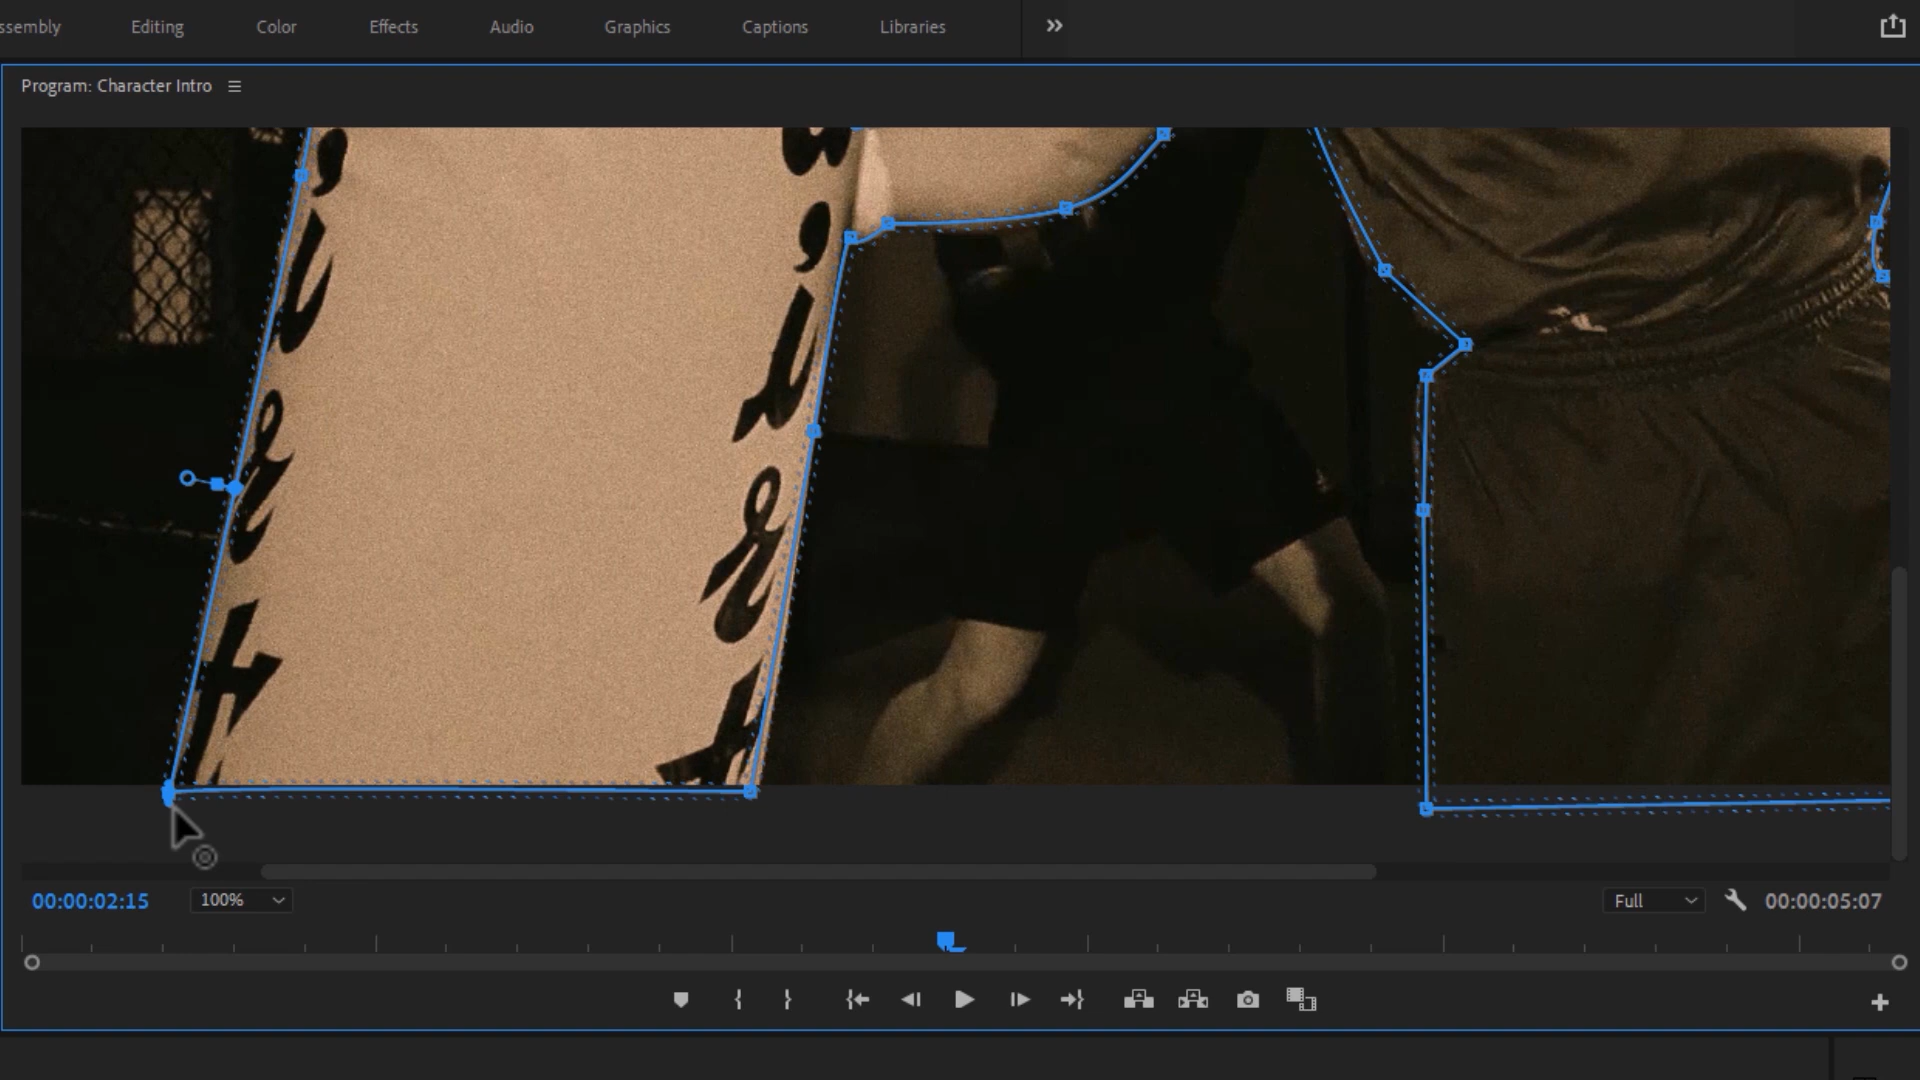 ssembly Editing Color Effects Audio Graphics Captions Libraries
Program: Character Intro
00:00:02:15 100% Full 00:00:05:07